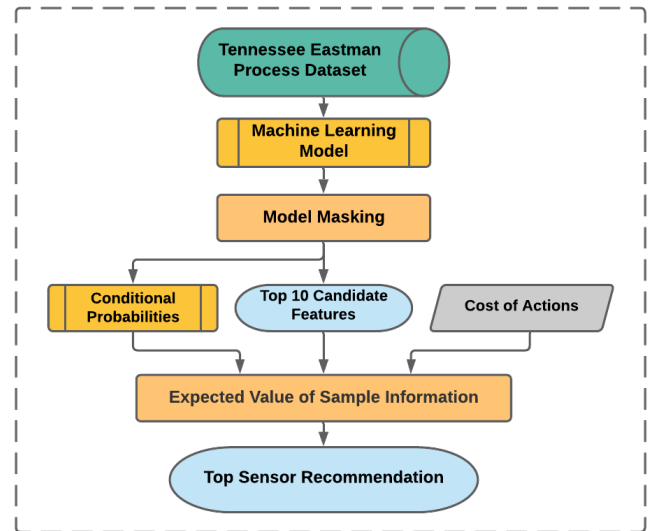 Tennessee Eastman
Process Dataset
Machine Learning
Model
Model Masking
Conditional
Probabilities
Top 10 Candidate
Features
Cost of Actions
Expected Value of Sample Information
Top Sensor Recommendation